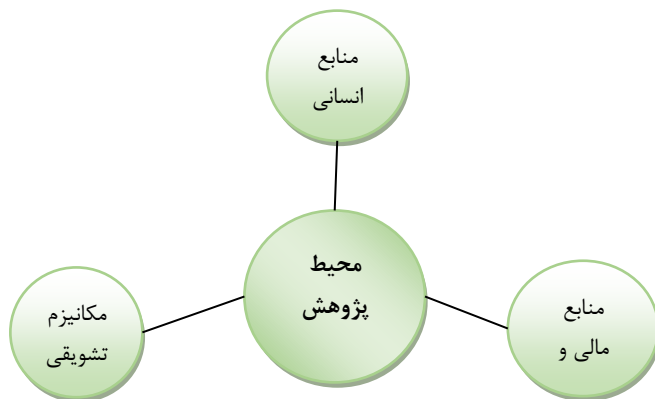 منابع
انسانی
محیط
پژوهش
منابع
مالی و
مکانیزم
تشویقی